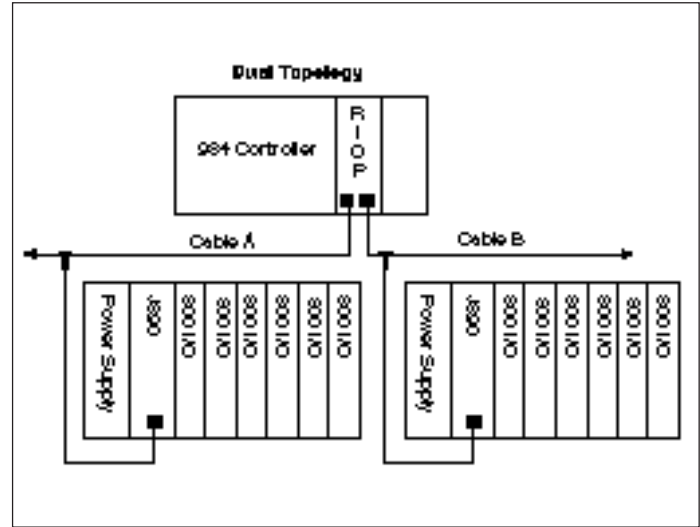 Dual Topology
984 Controller
RIOP
Cable A
Cable B
Power Supply
J890
800 I/O
800 I/O
800 I/O
800 I/O
800 I/O
800 I/O
Power Supply
J890
800 I/O
800 I/O
800 I/O
800 I/O
800 I/O
800 I/O